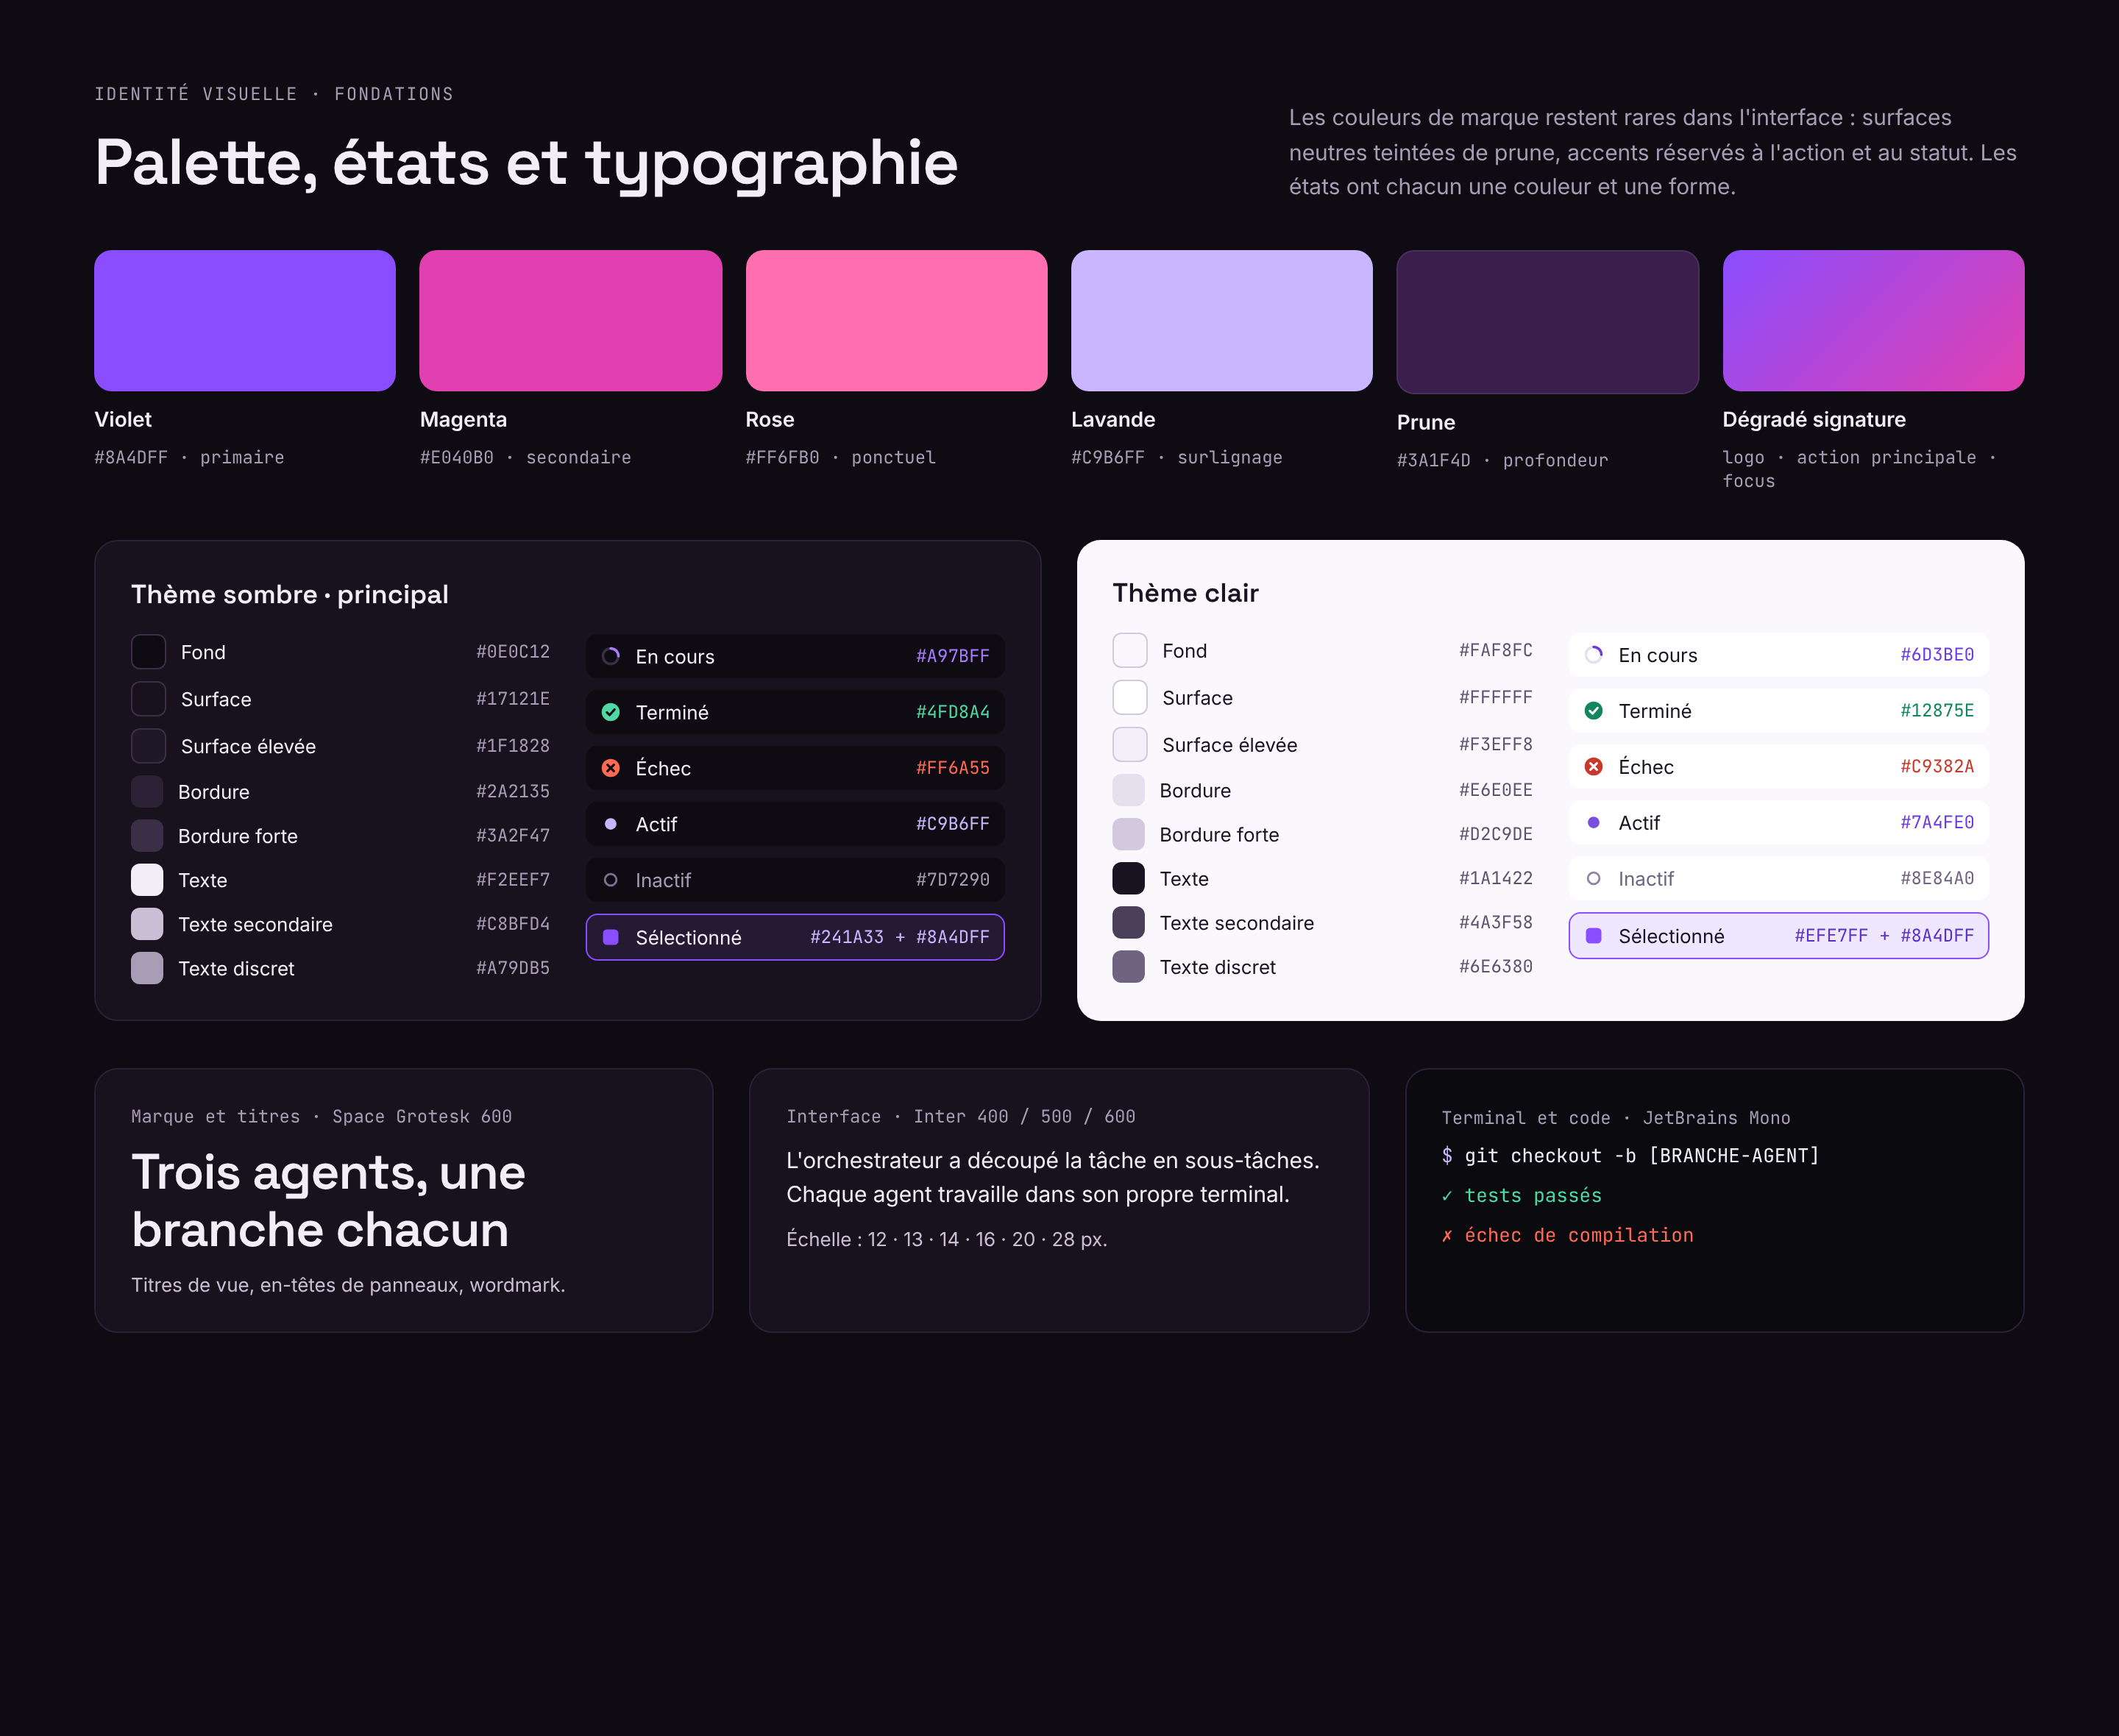 IDENTITÉ VISUELLE · FONDATIONS
Palette, états et typographie
Les couleurs de marque restent rares dans l'interface : surfaces
neutres teintées de prune, accents réservés à l'action et au statut. Les
états ont chacun une couleur et une forme.
Violet
#8A4DFF · primaire
Magenta
#E040B0 · secondaire
Rose
#FF6FB0 · ponctuel
Lavande
#C9B6FF · surlignage
Prune
#3A1F4D · profondeur
Dégradé signature
logo · action principale ·
focus
Thème sombre · principal
Fond #0E0C12
Surface #17121E
Surface élevée #1F1828
Bordure #2A2135
Bordure forte #3A2F47
Texte #F2EEF7
Texte secondaire #C8BFD4
Texte discret #A79DB5
En cours #A97BFF
Terminé #4FD8A4
Échec #FF6A55
Actif #C9B6FF
Inactif #7D7290
Sélectionné #241A33 + #8A4DFF
Thème clair
Fond #FAF8FC
Surface #FFFFFF
Surface élevée #F3EFF8
Bordure #E6E0EE
Bordure forte #D2C9DE
Texte #1A1422
Texte secondaire #4A3F58
Texte discret #6E6380
En cours #6D3BE0
Terminé #12875E
Échec #C9382A
Actif #7A4FE0
Inactif #8E84A0
Sélectionné #EFE7FF + #8A4DFF
Marque et titres · Space Grotesk 600
Trois agents, une
branche chacun
Titres de vue, en-têtes de panneaux, wordmark.
Interface · Inter 400 / 500 / 600
L'orchestrateur a découpé la tâche en sous-tâches.
Chaque agent travaille dans son propre terminal.
Échelle : 12 · 13 · 14 · 16 · 20 · 28 px.
Terminal et code · JetBrains Mono
$ git checkout -b [BRANCHE-AGENT]
✓ tests passés
✗ échec de compilation